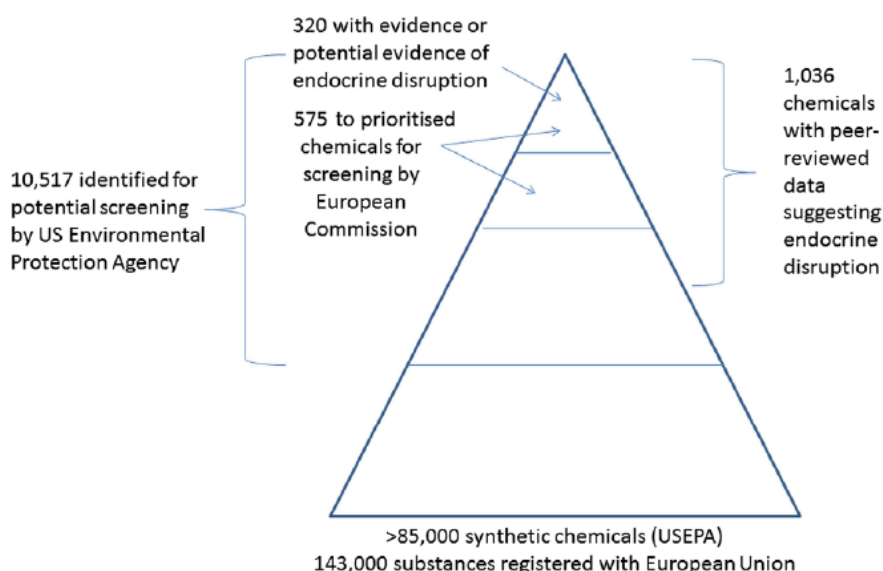 320 with evidence or
potential evidence of
endocrine disruption
575 to prioritised
chemicals for
screening by
European
Commission
10,517 identified for
potential screening
by US Environmental
Protection Agency
1,036
chemicals
with peer-
reviewed
data
suggesting
endocrine
disruption
>85,000 synthetic chemicals (USEPA)
143,000 substances registered with European Union